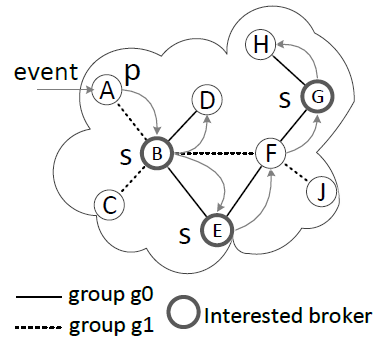 H
event
A p
D
S G
S B
F
C
J
S E
group g0
group g1
Interested broker